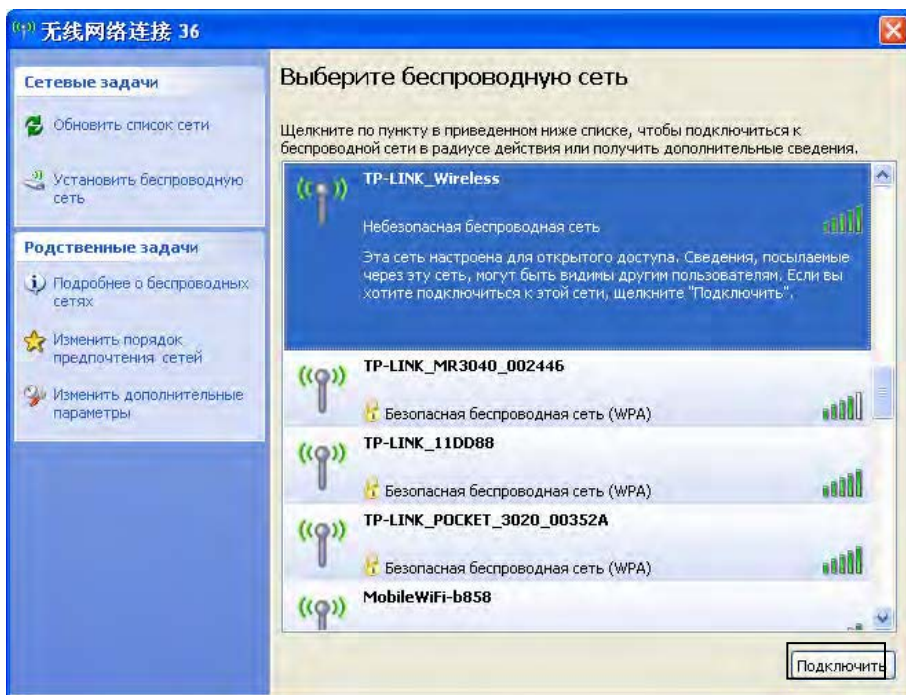 无线网络连接 36
Сетевые задачи
Обновить список сети
Установить беспроводную
сеть
Родственные задачи
Подробнее о беспроводных
сетях
Изменить порядок
предпочтения сетей
Изменить дополнительные
параметры
Выберите беспроводную сеть
Щелкните по пункту в приведенном ниже списке, чтобы подключиться к
беспроводной сети в радиусе действия или получить дополнительные сведения.
TP-LINK_Wireless
Небезопасная беспроводная сеть
Эта сеть настроена для открытого доступа. Сведения, посылаемые
через эту сеть, могут быть видимы другим пользователям. Если вы
хотите подключиться к этой сети, щелкните "Подключить".
TP-LINK_MR3040_002446
Безопасная беспроводная сеть (WPA)
TP-LINK_11DD88
Безопасная беспроводная сеть (WPA)
TP-LINK_POCKET_3020_00352A
Безопасная беспроводная сеть (WPA)
MobileWiFi-b858
Подключить